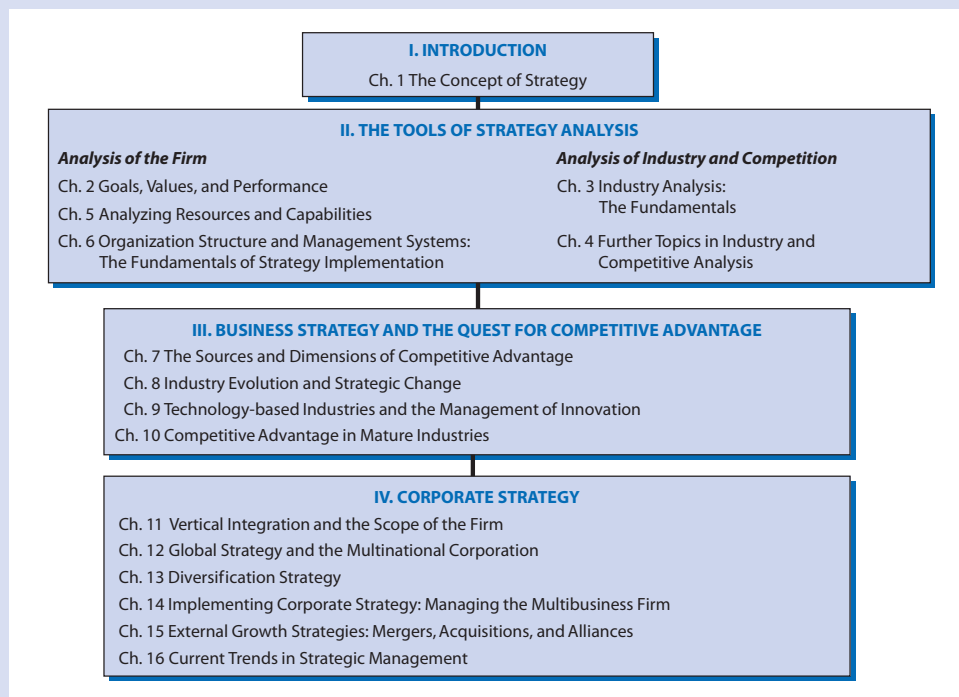 I. INTRODUCTION
Ch. 1 The Concept of Strategy
II. THE TOOLS OF STRATEGY ANALYSIS
Analysis of the Firm
Ch. 2 Goals, Values, and Performance
Ch. 5 Analyzing Resources and Capabilities
Ch. 6 Organization Structure and Management Systems:
The Fundamentals of Strategy Implementation
Analysis of Industry and Competition
Ch. 3 Industry Analysis:
The Fundamentals
Ch. 4 Further Topics in Industry and
Competitive Analysis
III. BUSINESS STRATEGY AND THE QUEST FOR COMPETITIVE ADVANTAGE
Ch. 7 The Sources and Dimensions of Competitive Advantage
Ch. 8 Industry Evolution and Strategic Change
Ch. 9 Technology-based Industries and the Management of Innovation
Ch. 10 Competitive Advantage in Mature Industries
IV. CORPORATE STRATEGY
Ch. 11 Vertical Integration and the Scope of the Firm
Ch. 12 Global Strategy and the Multinational Corporation
Ch. 13 Diversification Strategy
Ch. 14 Implementing Corporate Strategy: Managing the Multibusiness Firm
Ch. 15 External Growth Strategies: Mergers, Acquisitions, and Alliances
Ch. 16 Current Trends in Strategic Management